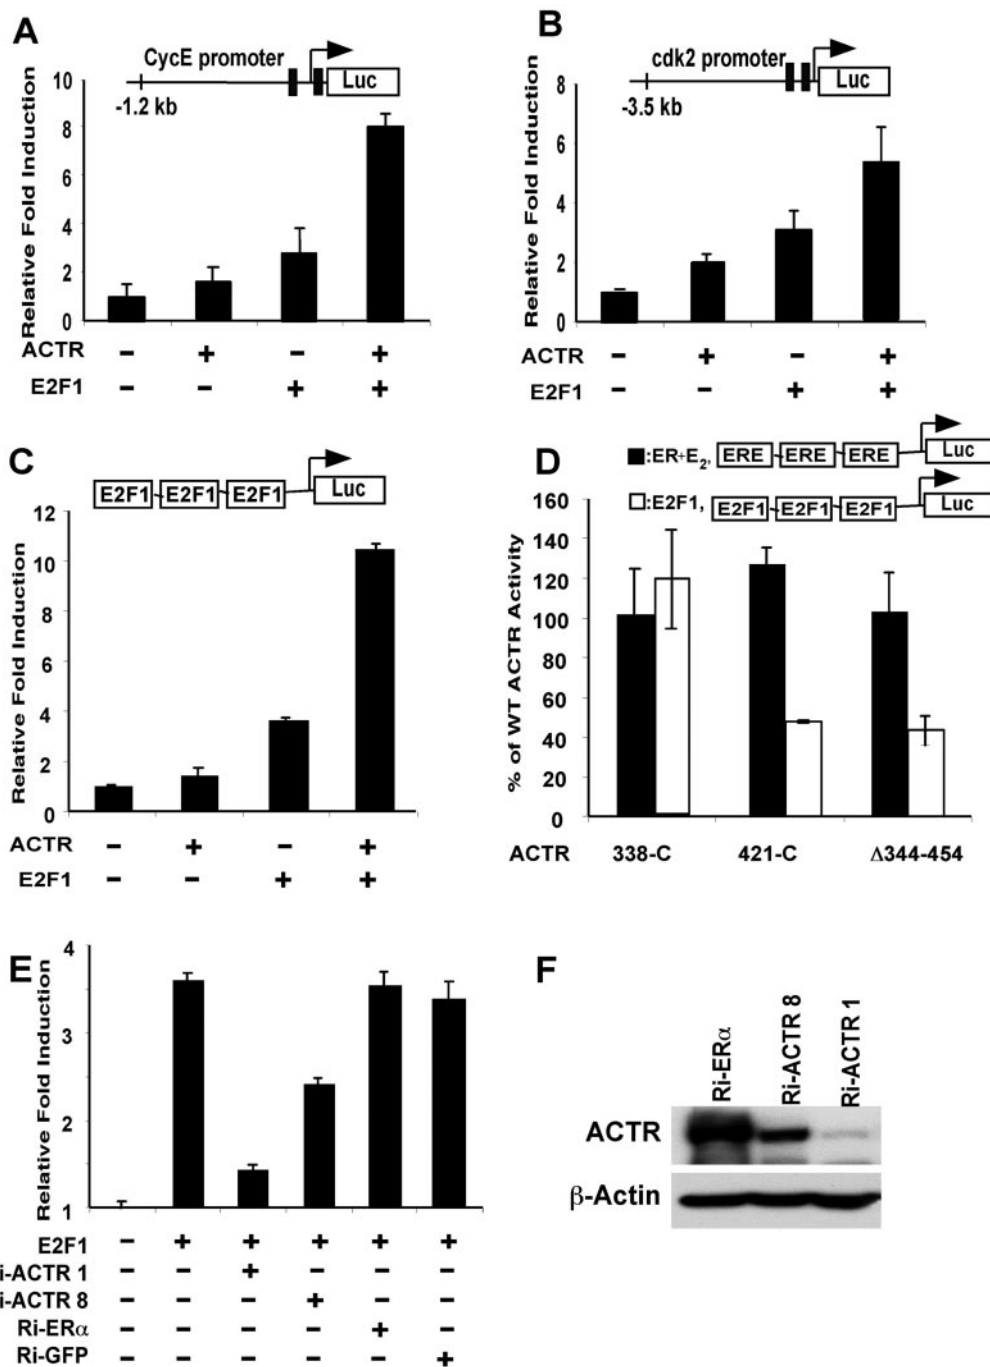 A
CycE promoter
Luc
-1.2 kb
Relative Fold Induction
10
8
6
4
2
0
ACTR − + − +
E2F1 − − + +
B
cdk2 promoter
Luc
-3.5 kb
Relative Fold Induction
8
6
4
2
0
ACTR − + − +
E2F1 − − + +
C
E2F1 E2F1 E2F1 Luc
Relative Fold Induction
12
10
8
6
4
2
0
ACTR − + − +
E2F1 − − + +
D
:ER+E2, ERE ERE ERE Luc
:E2F1, E2F1 E2F1 E2F1 Luc
% of WT ACTR Activity
160
140
120
100
80
60
40
20
0
ACTR 338-C 421-C Δ344-454
E
Relative Fold Induction
4
3
2
1
E2F1 − + + + + +
i-ACTR 1 − − + − − −
i-ACTR 8 − − − + − −
Ri-ERα − − − − + −
Ri-GFP − − − − − +
F
Ri-ERα
Ri-ACTR 8
Ri-ACTR 1
ACTR
β-Actin